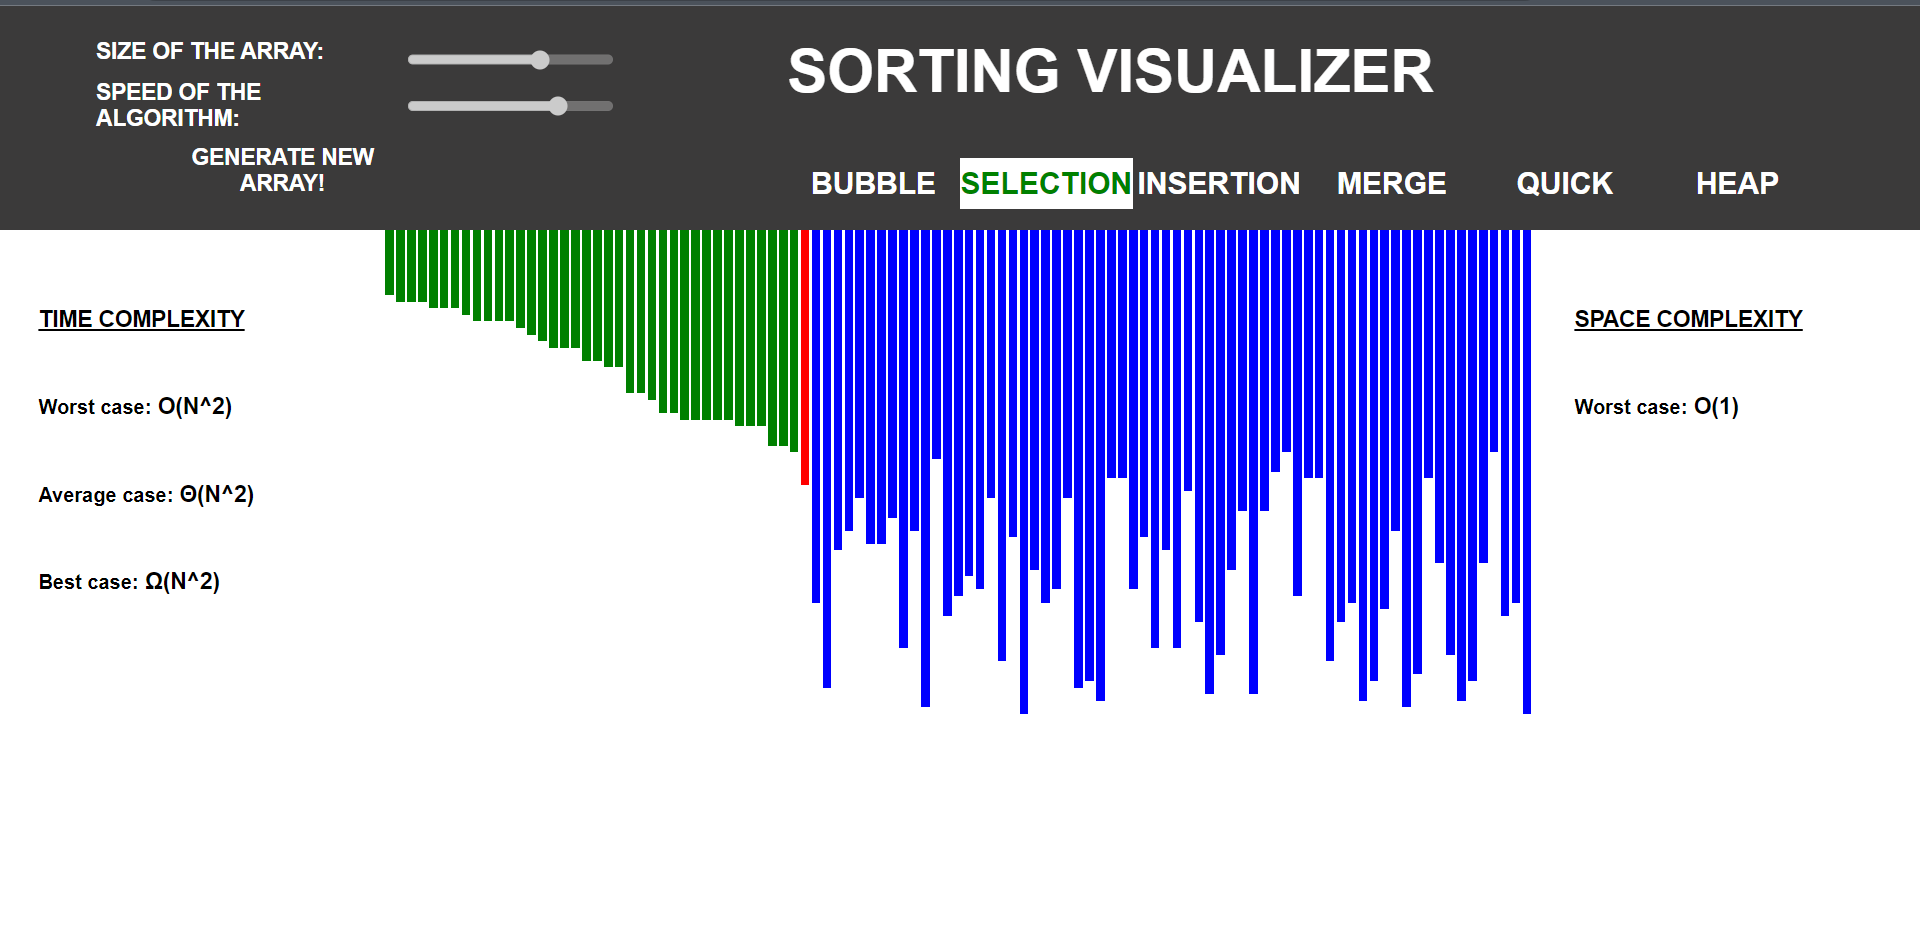 SIZE OF THE ARRAY:
SPEED OF THE
ALGORITHM:
GENERATE NEW
ARRAY!
SORTING VISUALIZER
BUBBLE SELECTION INSERTION MERGE QUICK HEAP
TIME COMPLEXITY
Worst case: O(N^2)
Average case: Θ(N^2)
Best case: Ω(N^2)
SPACE COMPLEXITY
Worst case: O(1)